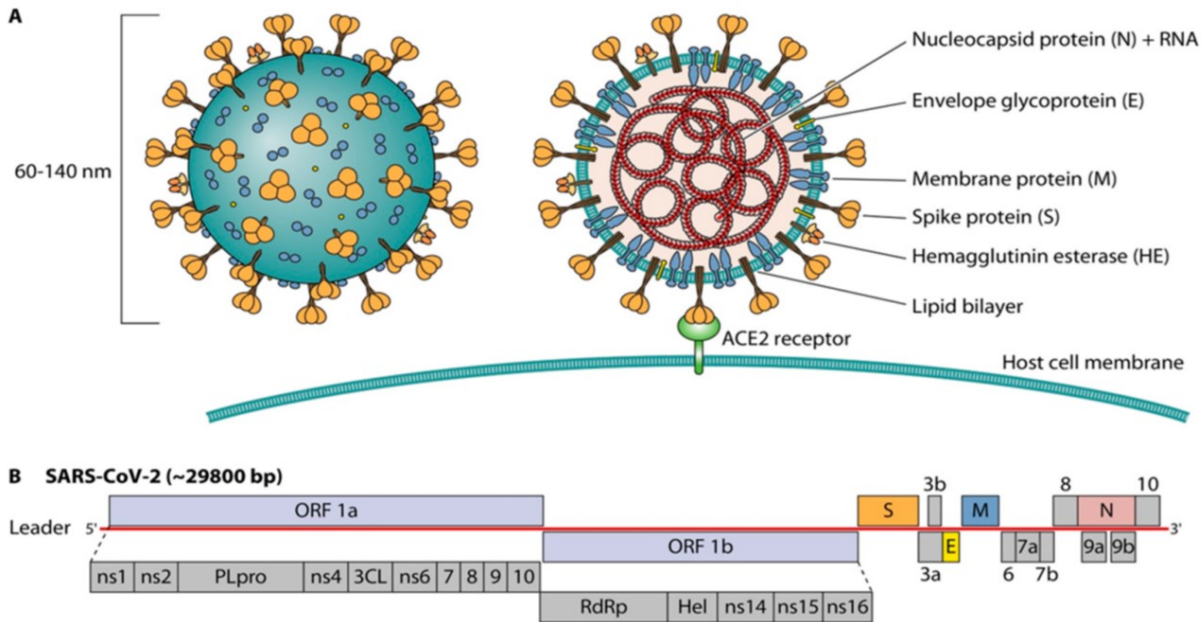 A
60-140 nm
Nucleocapsid protein (N) + RNA
Envelope glycoprotein (E)
Membrane protein (M)
Spike protein (S)
Hemagglutinin esterase (HE)
Lipid bilayer
ACE2 receptor
Host cell membrane
B SARS-CoV-2 (~29800 bp)
3b 8 10
ORF 1a S M N
Leader 5' 3'
ORF 1b E 7a 9a 9b
3a 6 7b
ns1 ns2 PLpro ns4 3CL ns6 7 8 9 10
RdRp Hel ns14 ns15 ns16